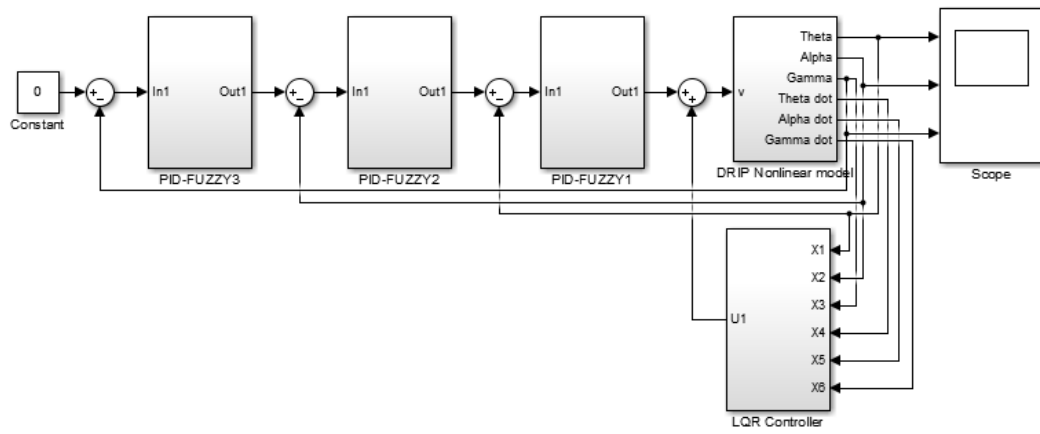 0
Constant
In1
Out1
PID-FUZZY3
In1
Out1
PID-FUZZY2
In1
Out1
PID-FUZZY1
v
Theta
Alpha
Gamma
Theta dot
Alpha dot
Gamma dot
DRIP Nonlinear model
Scope
X1
X2
X3
X4
X5
X6
U1
LQR Controller